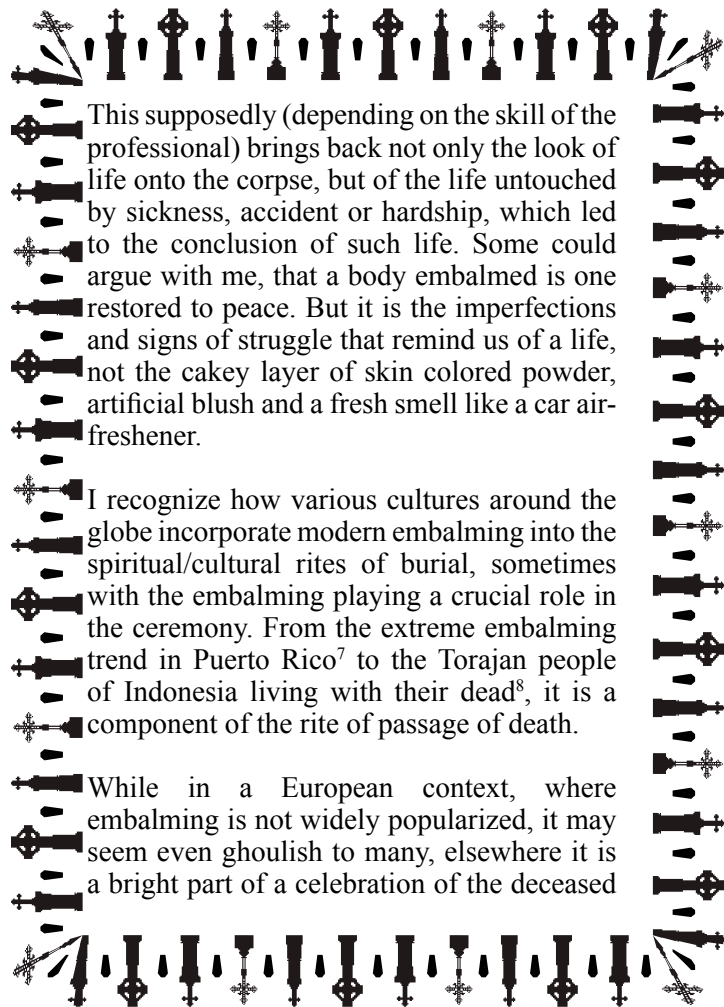 This supposedly (depending on the skill of the
professional) brings back not only the look of
life onto the corpse, but of the life untouched
by sickness, accident or hardship, which led
to the conclusion of such life. Some could
argue with me, that a body embalmed is one
restored to peace. But it is the imperfections
and signs of struggle that remind us of a life,
not the cakey layer of skin colored powder,
artificial blush and a fresh smell like a car air-
freshener.

I recognize how various cultures around the
globe incorporate modern embalming into the
spiritual/cultural rites of burial, sometimes
with the embalming playing a crucial role in
the ceremony. From the extreme embalming
trend in Puerto Rico⁷ to the Torajan people
of Indonesia living with their dead⁸, it is a
component of the rite of passage of death.

While in a European context, where
embalming is not widely popularized, it may
seem even ghoulish to many, elsewhere it is
a bright part of a celebration of the deceased